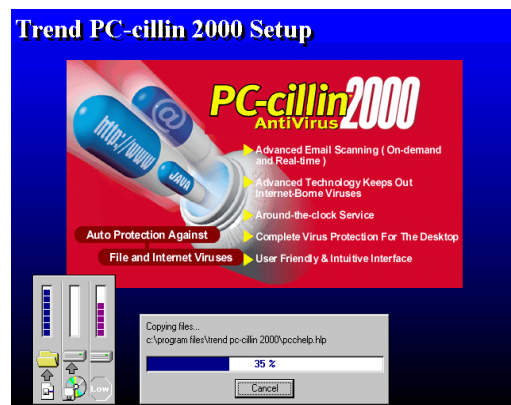 Trend PC-cillin 2000 Setup
PC-cillin 2000
AntiVirus
http://www
@
JAVA
Advanced Email Scanning ( On-demand
and Real-time )
Advanced Technology Keeps Out
Internet-Borne Viruses
Around-the-clock Service
Complete Virus Protection For The Desktop
User Friendly & Intuitive Interface
Auto Protection Against
File and Internet Viruses
Copying files...
c:\program files\trend pc-cillin 2000\pcchelp.hlp
35 %
Cancel
Low